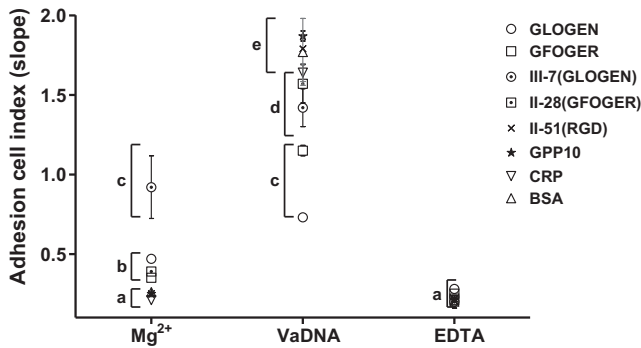 Adhesion cell index (slope)
2.0
1.5
1.0
0.5
c
b
a
e
d
c
a
Mg²⁺
VaDNA
EDTA
GLOGEN
GFOGER
III-7(GLOGEN)
II-28(GFOGER)
II-51(RGD)
GPP10
CRP
BSA